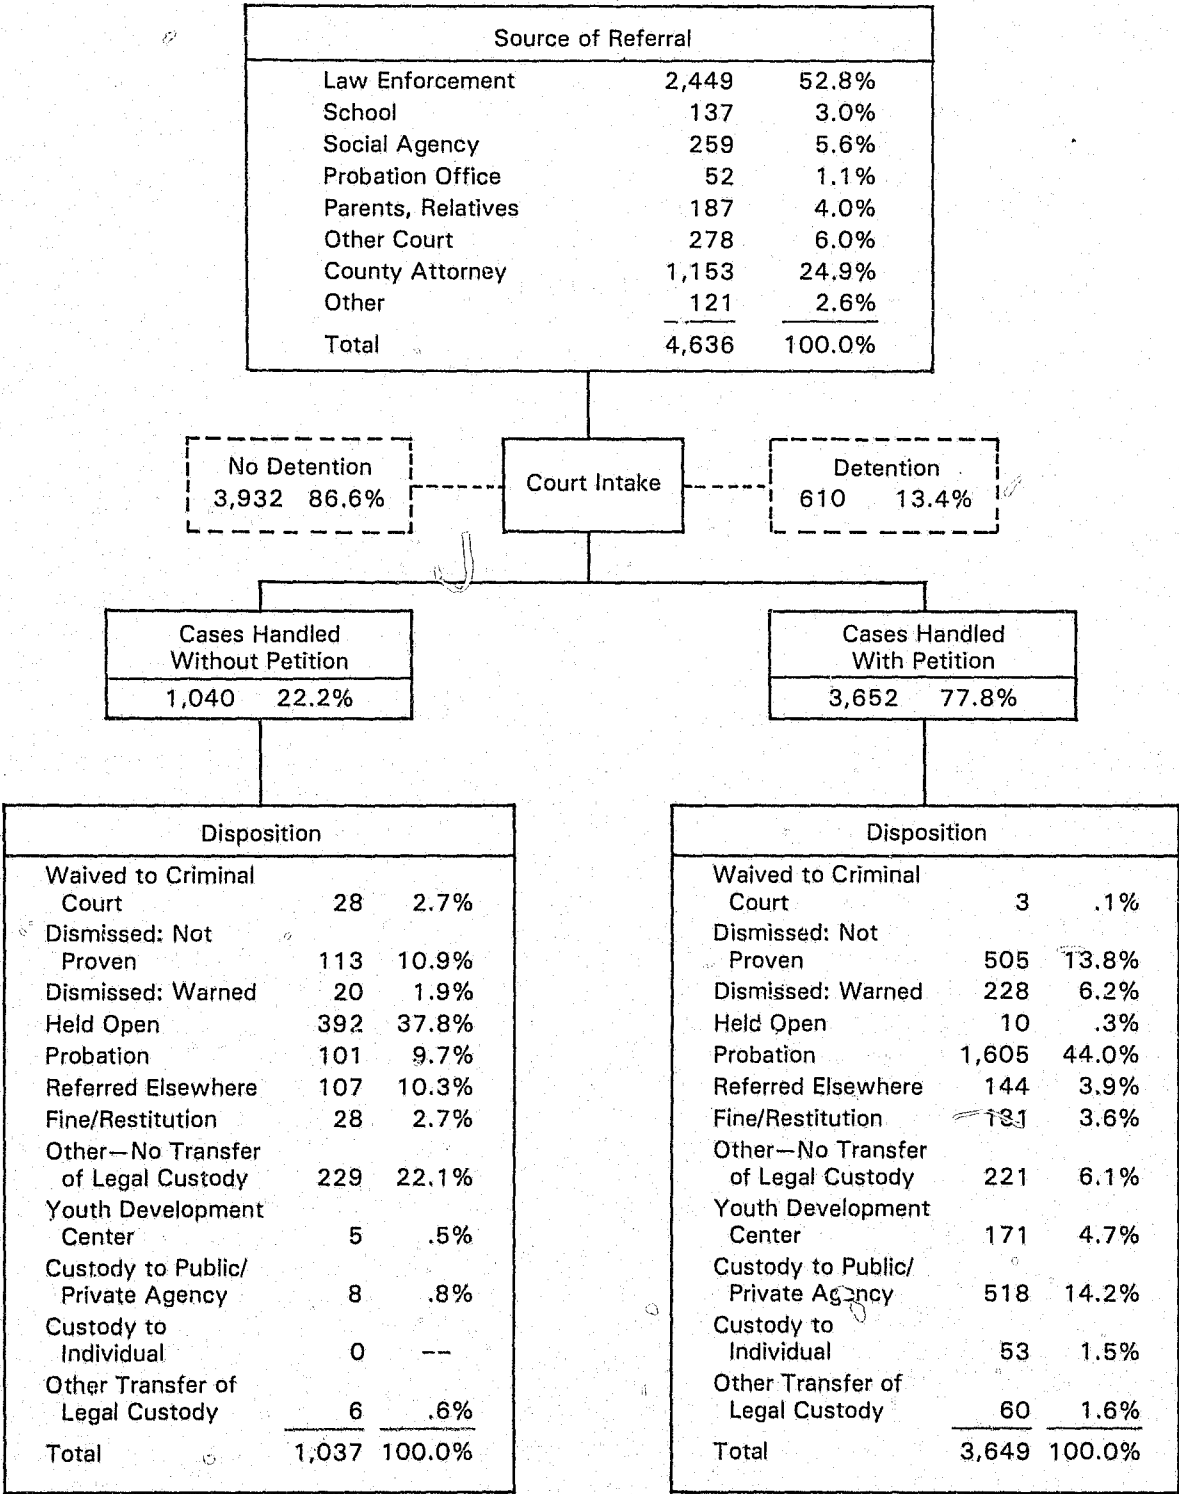 Source of Referral
Law Enforcement 2,449 52.8%
School 137 3.0%
Social Agency 259 5.6%
Probation Office 52 1.1%
Parents, Relatives 187 4.0%
Other Court 278 6.0%
County Attorney 1,153 24.9%
Other 121 2.6%
Total 4,636 100.0%
No Detention
3,932 86.6%
Court Intake
Detention
610 13.4%
Cases Handled
Without Petition
1,040 22.2%
Cases Handled
With Petition
3,652 77.8%
Disposition
Waived to Criminal
Court 28 2.7%
Dismissed: Not
Proven 113 10.9%
Dismissed: Warned 20 1.9%
Held Open 392 37.8%
Probation 101 9.7%
Referred Elsewhere 107 10.3%
Fine/Restitution 28 2.7%
Other—No Transfer
of Legal Custody 229 22.1%
Youth Development
Center 5 .5%
Custody to Public/
Private Agency 8 .8%
Custody to
Individual 0 --
Other Transfer of
Legal Custody 6 .6%
Total 1,037 100.0%
Disposition
Waived to Criminal
Court 3 .1%
Dismissed: Not
Proven 505 13.8%
Dismissed: Warned 228 6.2%
Held Open 10 .3%
Probation 1,605 44.0%
Referred Elsewhere 144 3.9%
Fine/Restitution 131 3.6%
Other—No Transfer
of Legal Custody 221 6.1%
Youth Development
Center 171 4.7%
Custody to Public/
Private Agency 518 14.2%
Custody to
Individual 53 1.5%
Other Transfer of
Legal Custody 60 1.6%
Total 3,649 100.0%